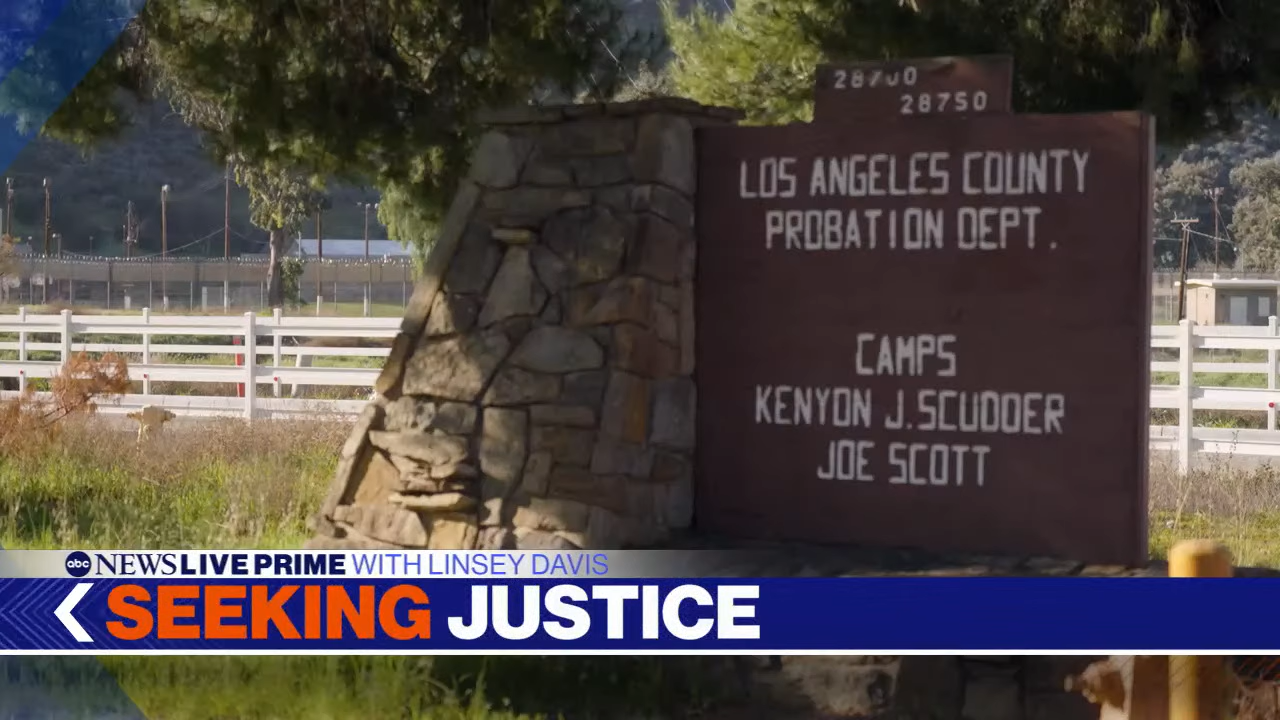 28700
28750
LOS ANGELES COUNTY
PROBATION DEPT.
CAMPS
KENYON J. SCUDDER
JOE SCOTT
abc NEWS LIVE PRIME WITH LINSEY DAVIS
SEEKING JUSTICE